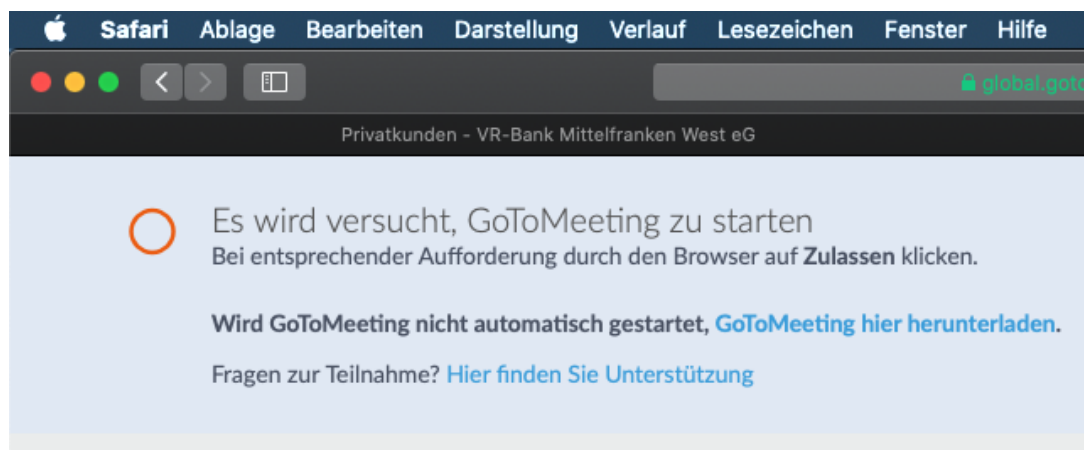 Safari Ablage Bearbeiten Darstellung Verlauf Lesezeichen Fenster Hilfe
global.goto
Privatkunden - VR-Bank Mittelfranken West eG
Es wird versucht, GoToMeeting zu starten
Bei entsprechender Aufforderung durch den Browser auf Zulassen klicken.
Wird GoToMeeting nicht automatisch gestartet, GoToMeeting hier herunterladen.
Fragen zur Teilnahme? Hier finden Sie Unterstützung